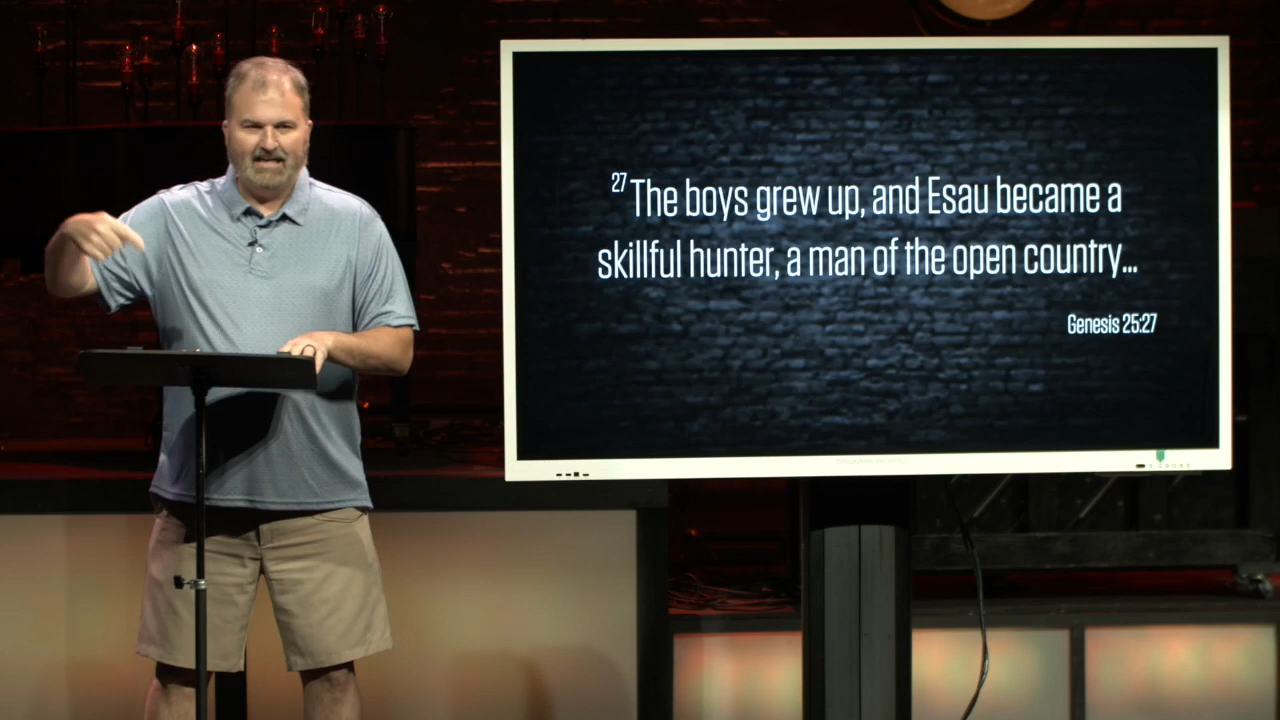 27 The boys grew up, and Esau became a
skillful hunter, a man of the open country...
Genesis 25:27